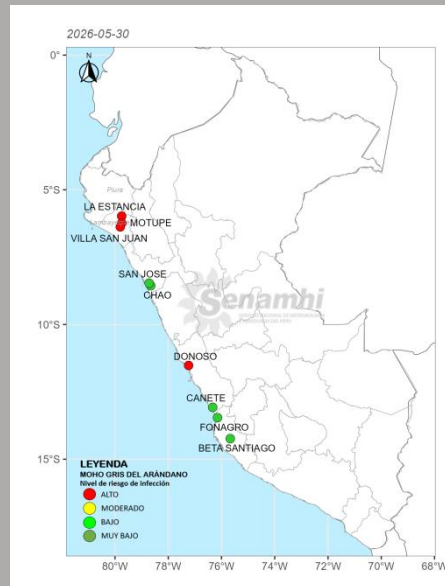 2026-05-30
N
0°
5°S
10°S
15°S
Piura
LA ESTANCIA
Lambayeque
MOTUPE
VILLA SAN JUAN
SAN JOSE
CHAO
Senamhi
DONOSO
CAÑETE
FONAGRO
BETA SANTIAGO
LEYENDA
MOHO GRIS DEL ARÁNDANO
Nivel de riesgo de infección
ALTO
MODERADO
BAJO
MUY BAJO
80°W 78°W 76°W 74°W 72°W 70°W 68°W